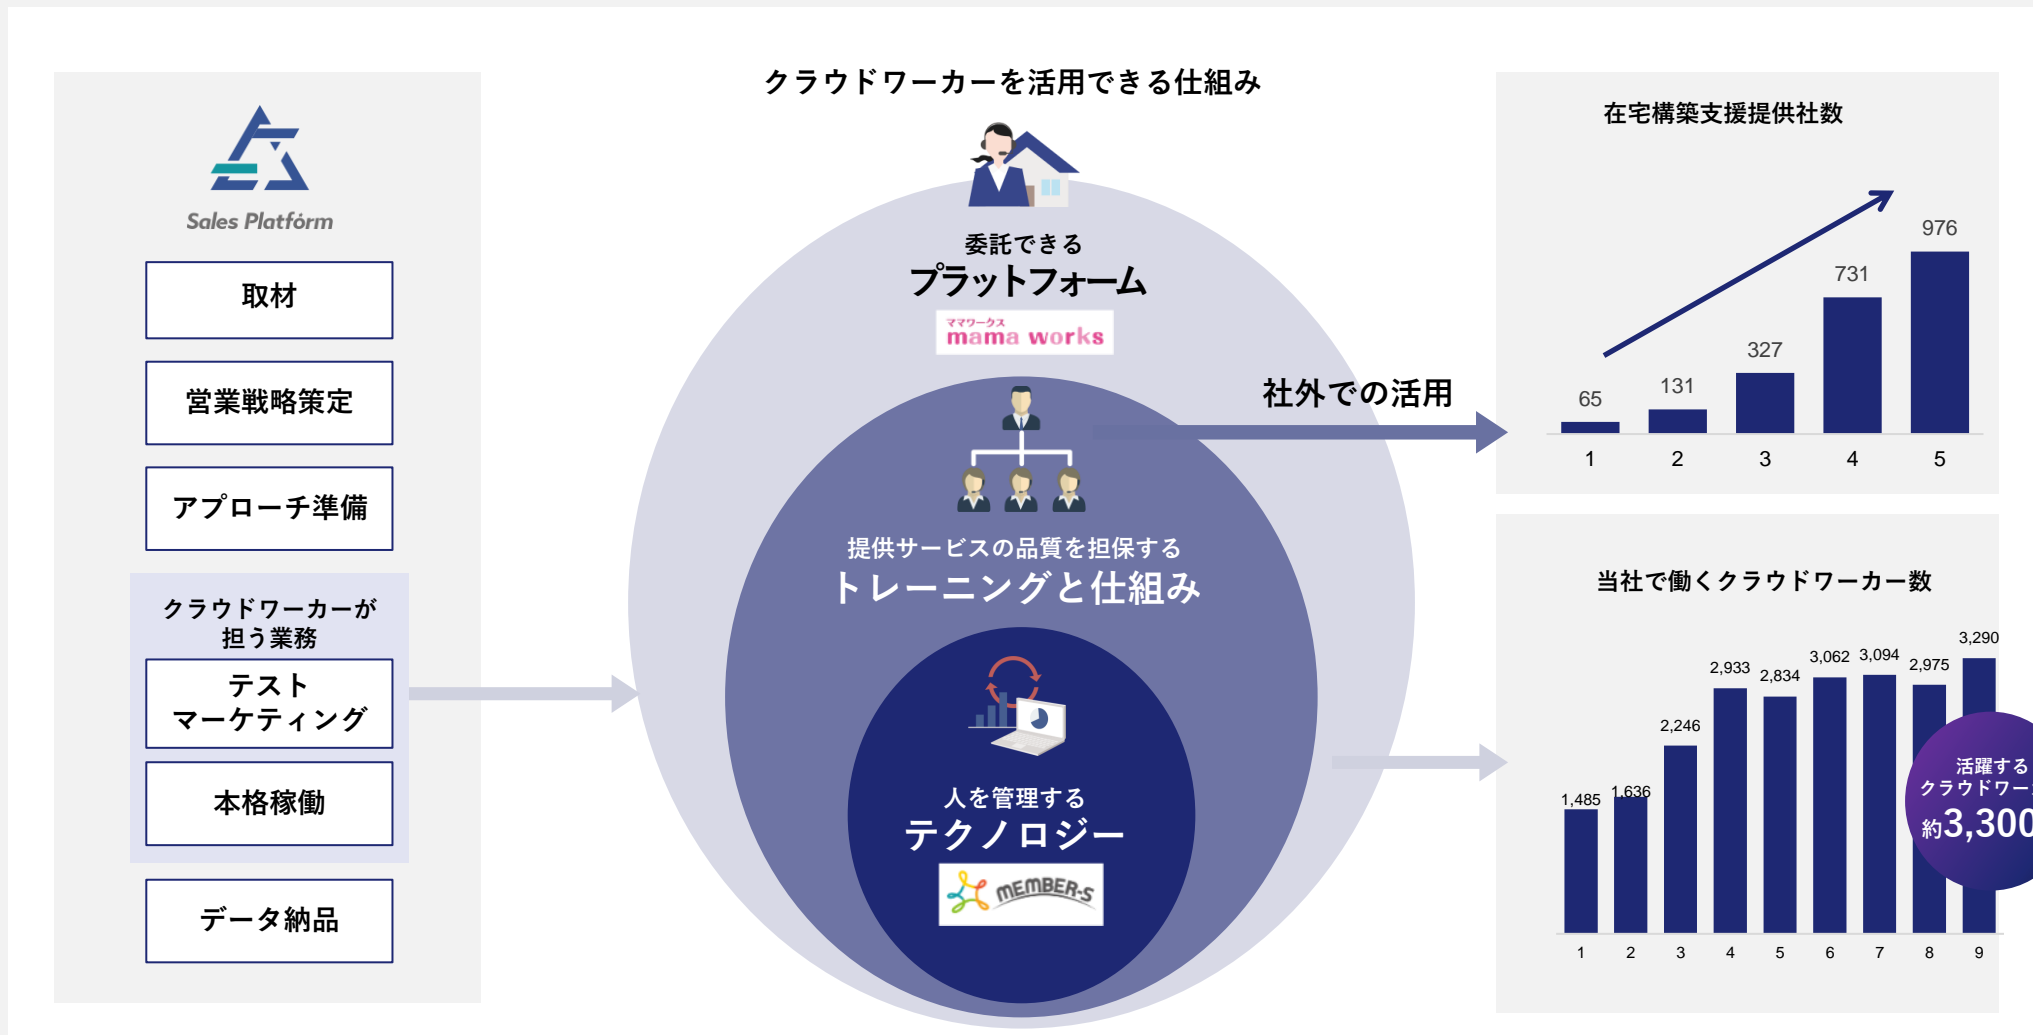 Sales Platform
取材
営業戦略策定
アプローチ準備
クラウドワーカーが
担う業務
テスト
マーケティング
本格稼働
データ納品
クラウドワーカーを活用できる仕組み
委託できる
プラットフォーム
ママワークス
mama works
提供サービスの品質を担保する
トレーニングと仕組み
人を管理する
テクノロジー
MEMBER-S
社外での活用
在宅構築支援提供社数
65
131
327
731
976
1 2 3 4 5
当社で働くクラウドワーカー数
1,485
1,636
2,246
2,933
2,834
3,062
3,094
2,975
3,290
1 2 3 4 5 6 7 8 9
活躍する
クラウドワー
約3,300